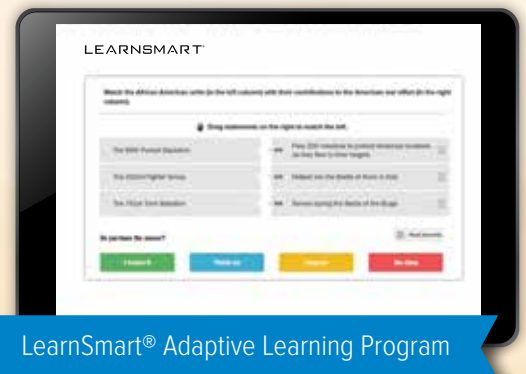 LEARNSMART
Match the African American units (in the left column) with their contributions to the American war effort (in the right
column).
Drag statements on the right to match the left.
The 99th Pursuit Squadron
The 332nd Fighter Group
The 761st Tank Battalion
Flew 200 missions to protect American bombers
as they flew to their targets.
Helped win the Battle of
Served during the Battle of the Bulge
Do you know the answer?
Read about this
I know it
Think so
Unsure
No idea
LearnSmart® Adaptive Learning Program